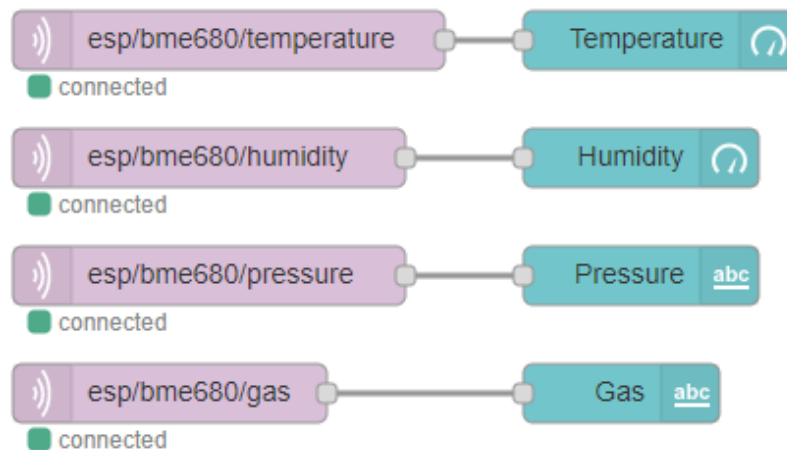 esp/bme680/temperature Temperature
connected
esp/bme680/humidity Humidity
connected
esp/bme680/pressure Pressure abc
connected
esp/bme680/gas Gas abc
connected